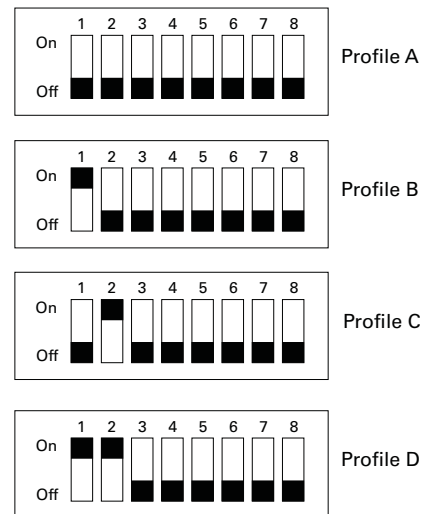 1 2 3 4 5 6 7 8
On
Profile A
Off
1 2 3 4 5 6 7 8
On
Profile B
Off
1 2 3 4 5 6 7 8
On
Profile C
Off
1 2 3 4 5 6 7 8
On
Profile D
Off